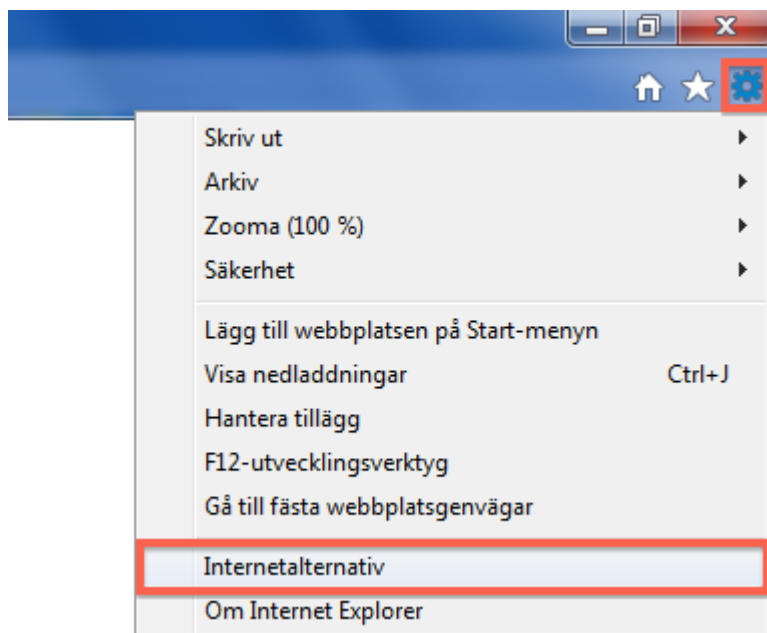 Skriv ut
Arkiv
Zooma (100 %)
Säkerhet
Lägg till webbplatsen på Start-menyn
Visa nedladdningar Ctrl+J
Hantera tillägg
F12-utvecklingsverktyg
Gå till fästa webbplatsgenvägar
Internetalternativ
Om Internet Explorer